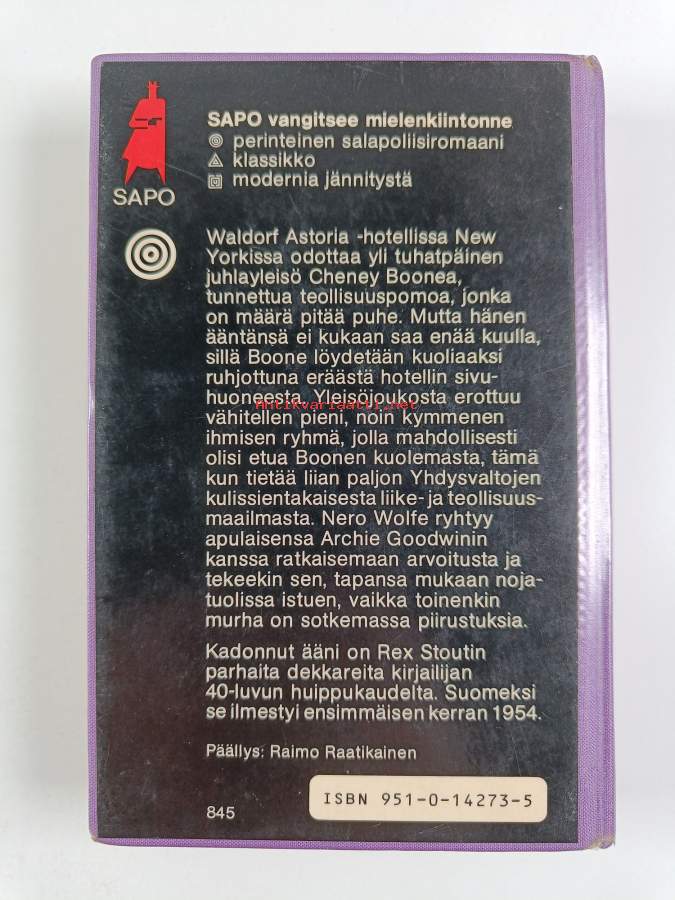 SAPO
SAPO vangitsee mielenkiintonne
perinteinen salapoliisiromaani
klassikko
modernia jännitystä
Waldorf Astoria -hotellissa New
Yorkissa odottaa yli tuhatpäinen
juhlayleisö Cheney Boonea,
tunnettua teollisuuspomoa, jonka
on määrä pitää puhe. Mutta hänen
ääntänsä ei kukaan saa enää kuulla,
sillä Boone löydetään kuoliaaksi
ruhjottuna eräästä hotellin sivu-
huoneesta. Yleisöjoukosta erottuu
Antikvariaatti.net
vähitellen pieni, noin kymmenen
ihmisen ryhmä, jolla mahdollisesti
olisi etua Boonen kuolemasta, tämä
kun tietää liian paljon Yhdysvaltojen
kulissientakaisesta liike- ja teollisuus-
maailmasta. Nero Wolfe ryhtyy
apulaisensa Archie Goodwinin
kanssa ratkaisemaan arvoitusta ja
tekeekin sen, tapansa mukaan noja-
tuolissa istuen, vaikka toinenkin
murha on sotkemassa piirustuksia.
Kadonnut ääni on Rex Stoutin
parhaita dekkareita kirjailijan
40-luvun huippukaudelta. Suomeksi
se ilmestyi ensimmäisen kerran 1954.
Päällys: Raimo Raatikainen
845
ISBN 951-0-14273-5